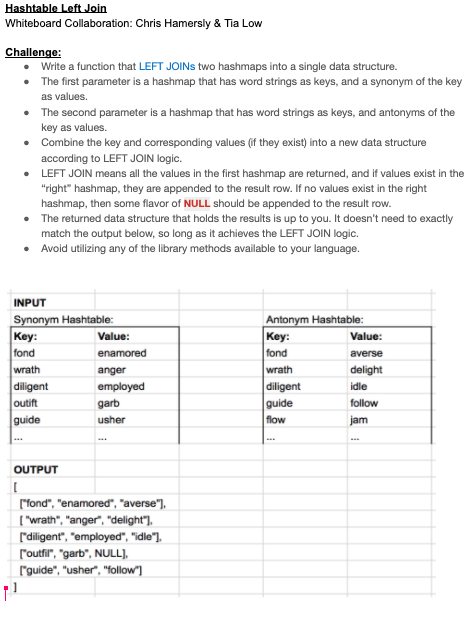 Hashtable Left Join
Whiteboard Collaboration: Chris Hamersly & Tia Low
Challenge:
● Write a function that LEFT JOINs two hashmaps into a single data structure.
● The first parameter is a hashmap that has word strings as keys, and a synonym of the key
as values.
● The second parameter is a hashmap that has word strings as keys, and antonyms of the
key as values.
● Combine the key and corresponding values (if they exist) into a new data structure
according to LEFT JOIN logic.
● LEFT JOIN means all the values in the first hashmap are returned, and if values exist in the
"right" hashmap, they are appended to the result row. If no values exist in the right
hashmap, then some flavor of NULL should be appended to the result row.
● The returned data structure that holds the results is up to you. It doesn't need to exactly
match the output below, so long as it achieves the LEFT JOIN logic.
● Avoid utilizing any of the library methods available to your language.
INPUT
Synonym Hashtable: Antonym Hashtable:
Key: Value: Key: Value:
fond enamored fond averse
wrath anger wrath delight
diligent employed diligent idle
outift garb guide follow
guide usher flow jam
... ... ... ...
OUTPUT
[
["fond", "enamored", "averse"],
[ "wrath", "anger", "delight"],
["diligent", "employed", "idle"],
["outfit", "garb", NULL],
["guide", "usher", "follow"]
]